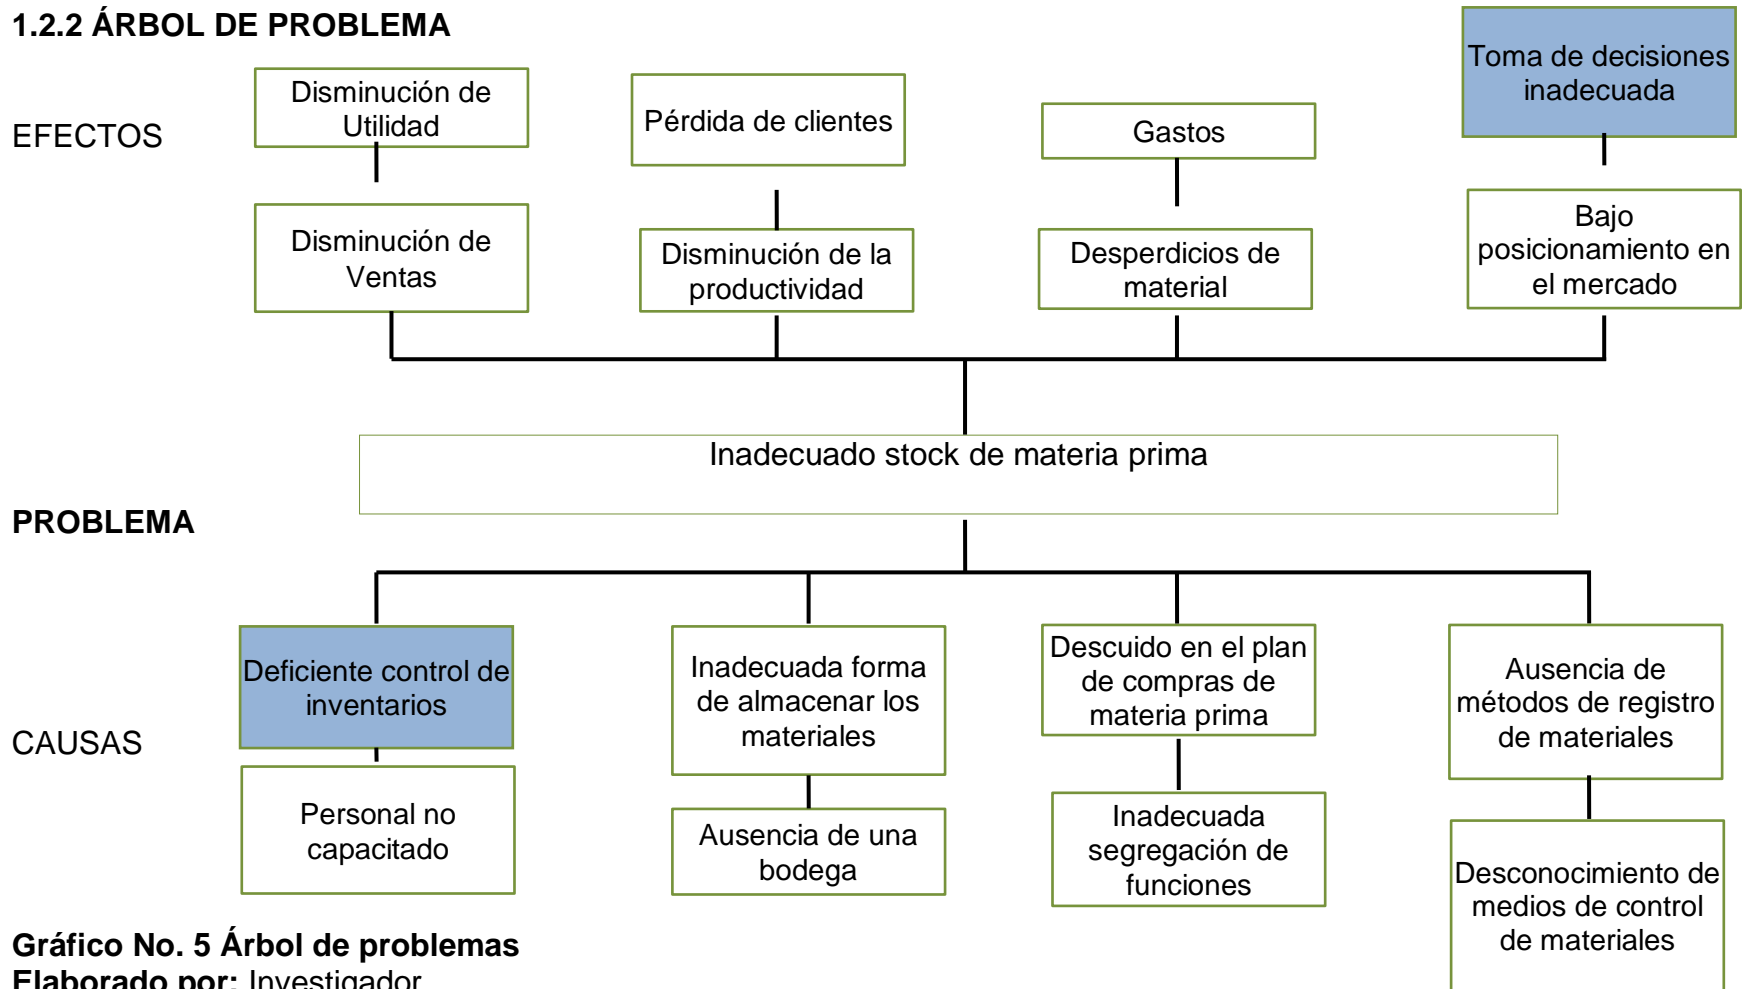 1.2.2 ÁRBOL DE PROBLEMA
EFECTOS
Disminución de
Utilidad
Pérdida de clientes
Gastos
Toma de decisiones
inadecuada
Disminución de
Ventas
Disminución de la
productividad
Desperdicios de
material
Bajo
posicionamiento en
el mercado
Inadecuado stock de materia prima
PROBLEMA
CAUSAS
Deficiente control de
inventarios
Inadecuada forma
de almacenar los
materiales
Descuido en el plan
de compras de
materia prima
Ausencia de
métodos de registro
de materiales
Personal no
capacitado
Ausencia de una
bodega
Inadecuada
segregación de
funciones
Desconocimiento de
medios de control
de materiales
Gráfico No. 5 Árbol de problemas
Elaborado por: Investigador